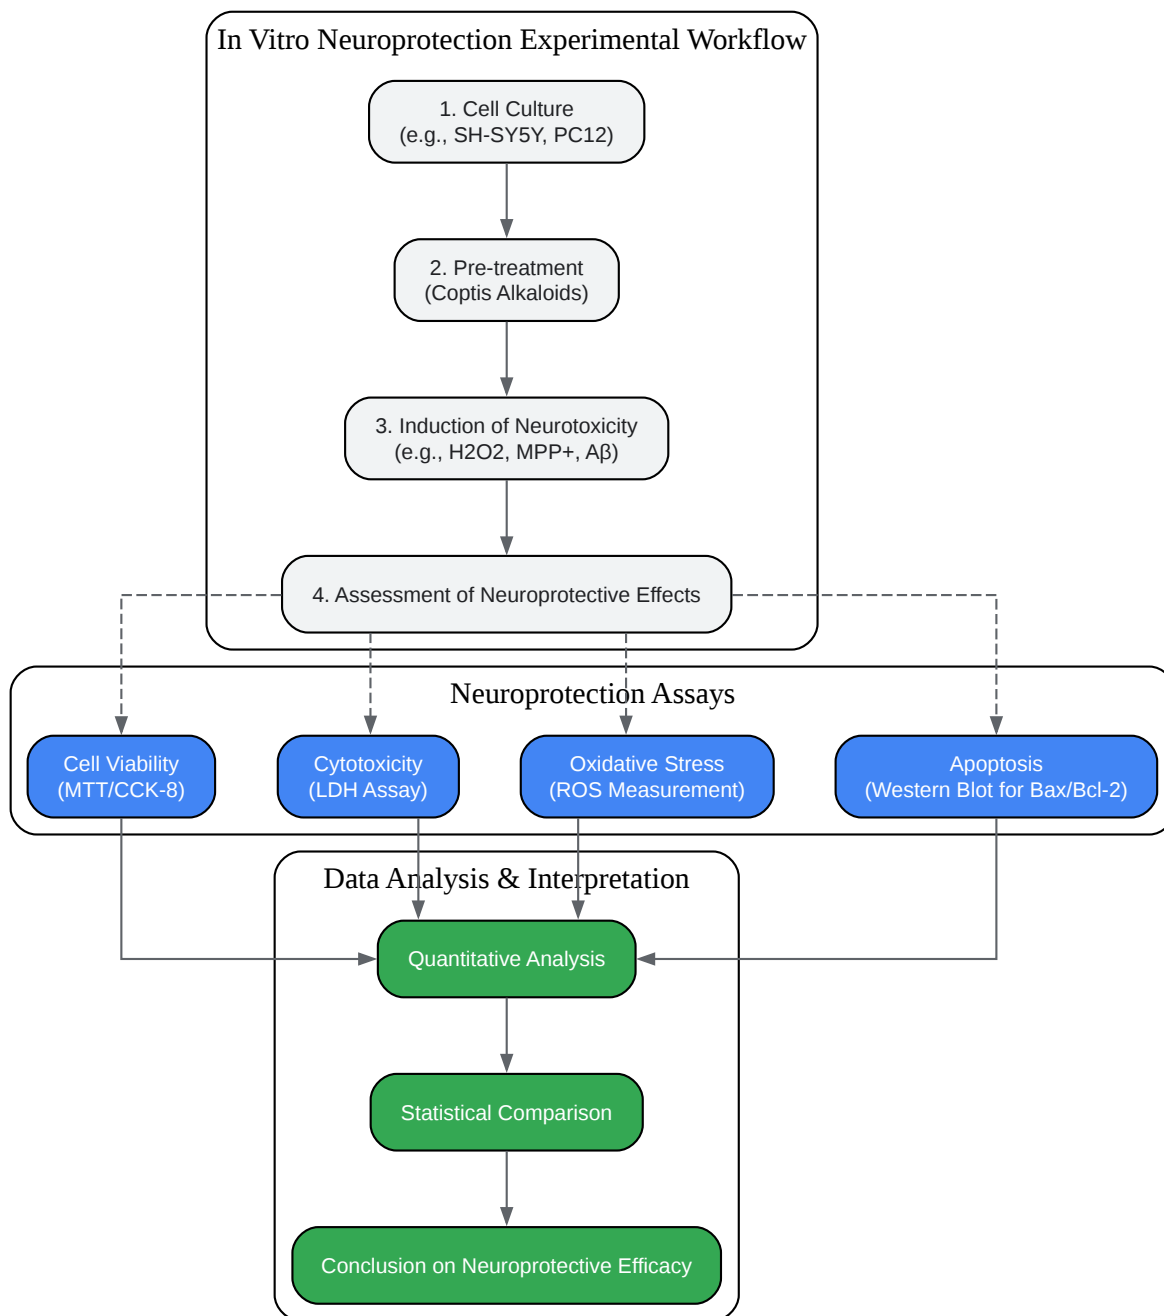 In Vitro Neuroprotection Experimental Workflow
1. Cell Culture
(e.g., SH-SY5Y, PC12)
2. Pre-treatment
(Coptis Alkaloids)
3. Induction of Neurotoxicity
(e.g., H2O2, MPP+, Aβ)
4. Assessment of Neuroprotective Effects
Neuroprotection Assays
Cell Viability
(MTT/CCK-8)
Cytotoxicity
(LDH Assay)
Oxidative Stress
(ROS Measurement)
Apoptosis
(Western Blot for Bax/Bcl-2)
Data Analysis & Interpretation
Quantitative Analysis
Statistical Comparison
Conclusion on Neuroprotective Efficacy